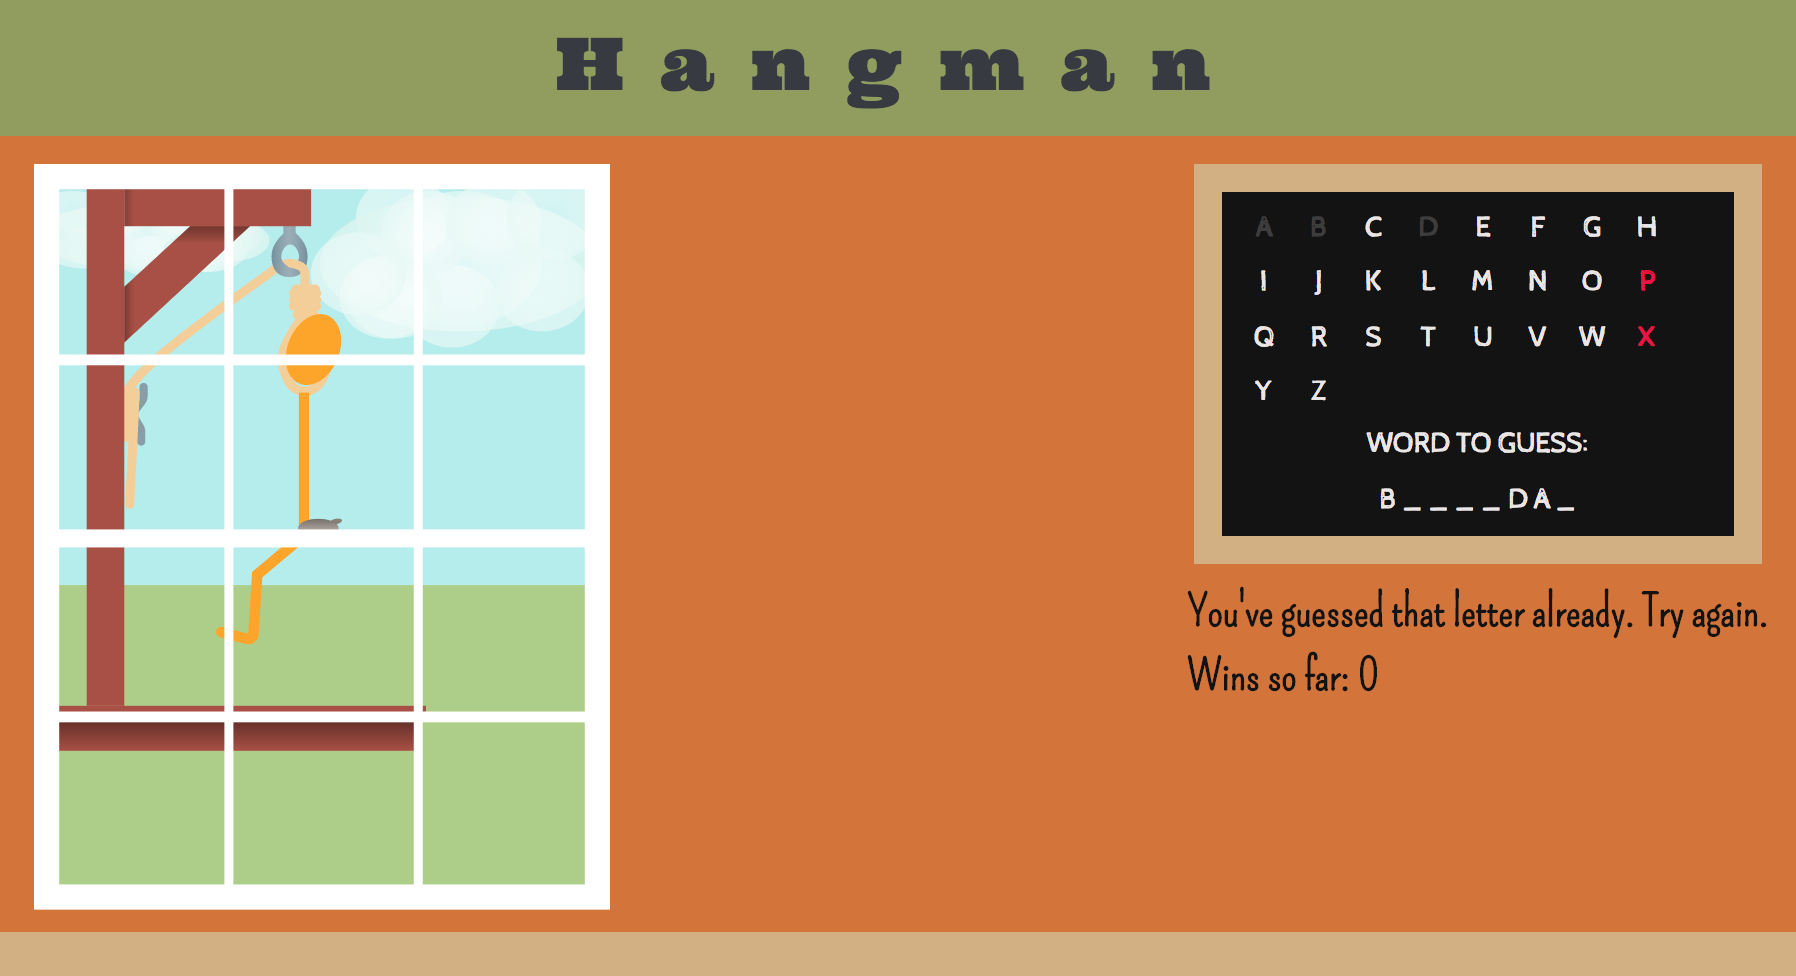 Hangman
A B C D E F G H
I J K L M N O P
Q R S T U V W X
Y Z
WORD TO GUESS:
B _ _ _ _ D A _
You've guessed that letter already. Try again.
Wins so far: 0